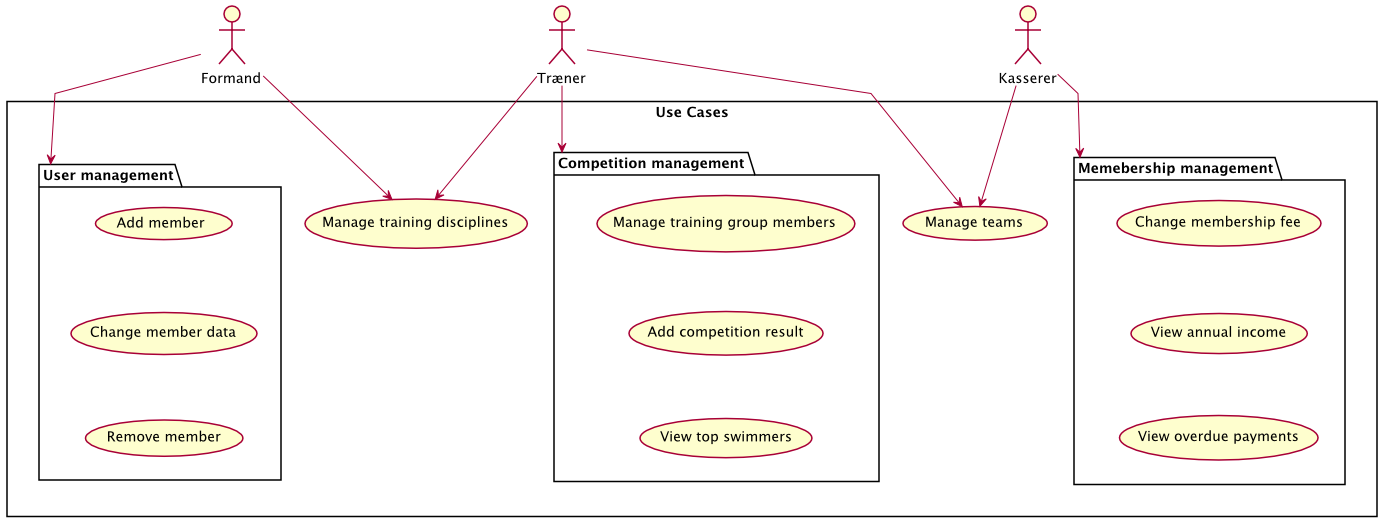 Formand
Træner
Kasserer
Use Cases
User management
Competition management
Memebership management
Add member
Manage training disciplines
Manage training group members
Manage teams
Change membership fee
Change member data
Add competition result
View annual income
Remove member
View top swimmers
View overdue payments